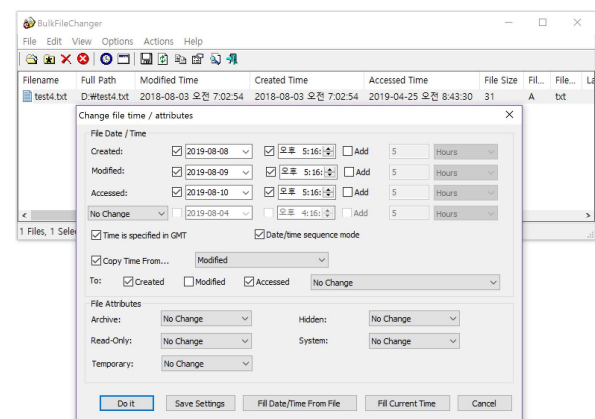 BulkFileChanger
File Edit View Options Actions Help
Filename Full Path Modified Time Created Time Accessed Time File Size Fil... File... La
test4.txt D:₩test4.txt 2018-08-03 오전 7:02:54 2018-08-03 오전 7:02:54 2019-04-25 오전 8:43:30 31 A txt
Change file time / attributes
File Date / Time
Created: 2019-08-08 오후 5:16: Add 5 Hours
Modified: 2019-08-09 오후 5:16: Add 5 Hours
Accessed: 2019-08-10 오후 5:16: Add 5 Hours
No Change 2019-08-04 오후 4:16: Add 5 Hours
1 Files, 1 Sele
Time is specified in GMT Date/time sequence mode
Copy Time From... Modified
To: Created Modified Accessed No Change
File Attributes
Archive: No Change Hidden: No Change
Read-Only: No Change System: No Change
Temporary: No Change
Do it Save Settings Fill Date/Time From File Fill Current Time Cancel